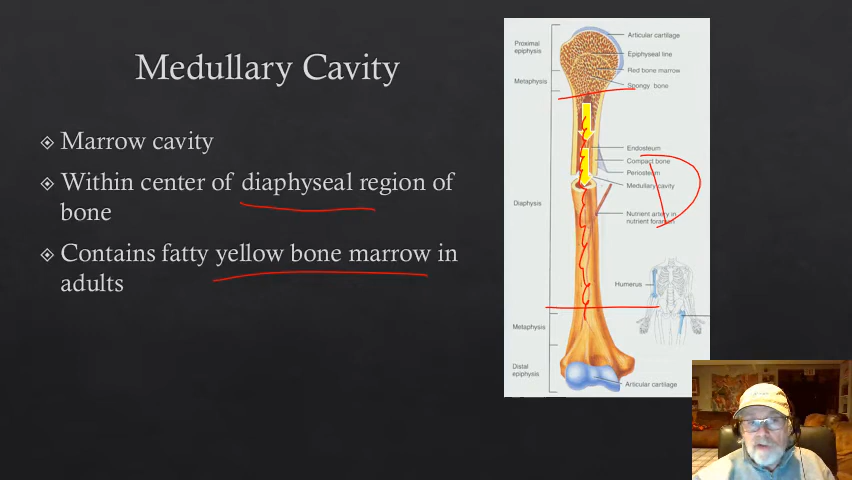 Medullary Cavity
Marrow cavity
Within center of diaphyseal region of
bone
Contains fatty yellow bone marrow in
adults
Proximal
epiphysis
Metaphysis
Diaphysis
Metaphysis
Distal
epiphysis
Articular cartilage
Epiphyseal line
Red bone marrow
Spongy bone
Endosteum
Compact bone
Periosteum
Medullary cavity
Nutrient artery in
nutrient foramen
Humerus
Articular cartilage
D